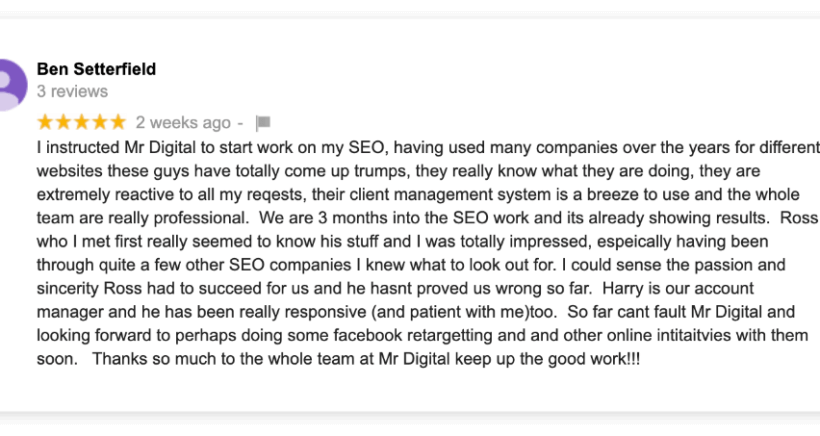 Ben Setterfield
3 reviews
2 weeks ago -
I instructed Mr Digital to start work on my SEO, having used many companies over the years for different
websites these guys have totally come up trumps, they really know what they are doing, they are
extremely reactive to all my reqests, their client management system is a breeze to use and the whole
team are really professional.  We are 3 months into the SEO work and its already showing results.  Ross
who I met first really seemed to know his stuff and I was totally impressed, espeically having been
through quite a few other SEO companies I knew what to look out for. I could sense the passion and
sincerity Ross had to succeed for us and he hasnt proved us wrong so far.  Harry is our account
manager and he has been really responsive (and patient with me)too.  So far cant fault Mr Digital and
looking forward to perhaps doing some facebook retargetting and and other online intitaitvies with them
soon.   Thanks so much to the whole team at Mr Digital keep up the good work!!!